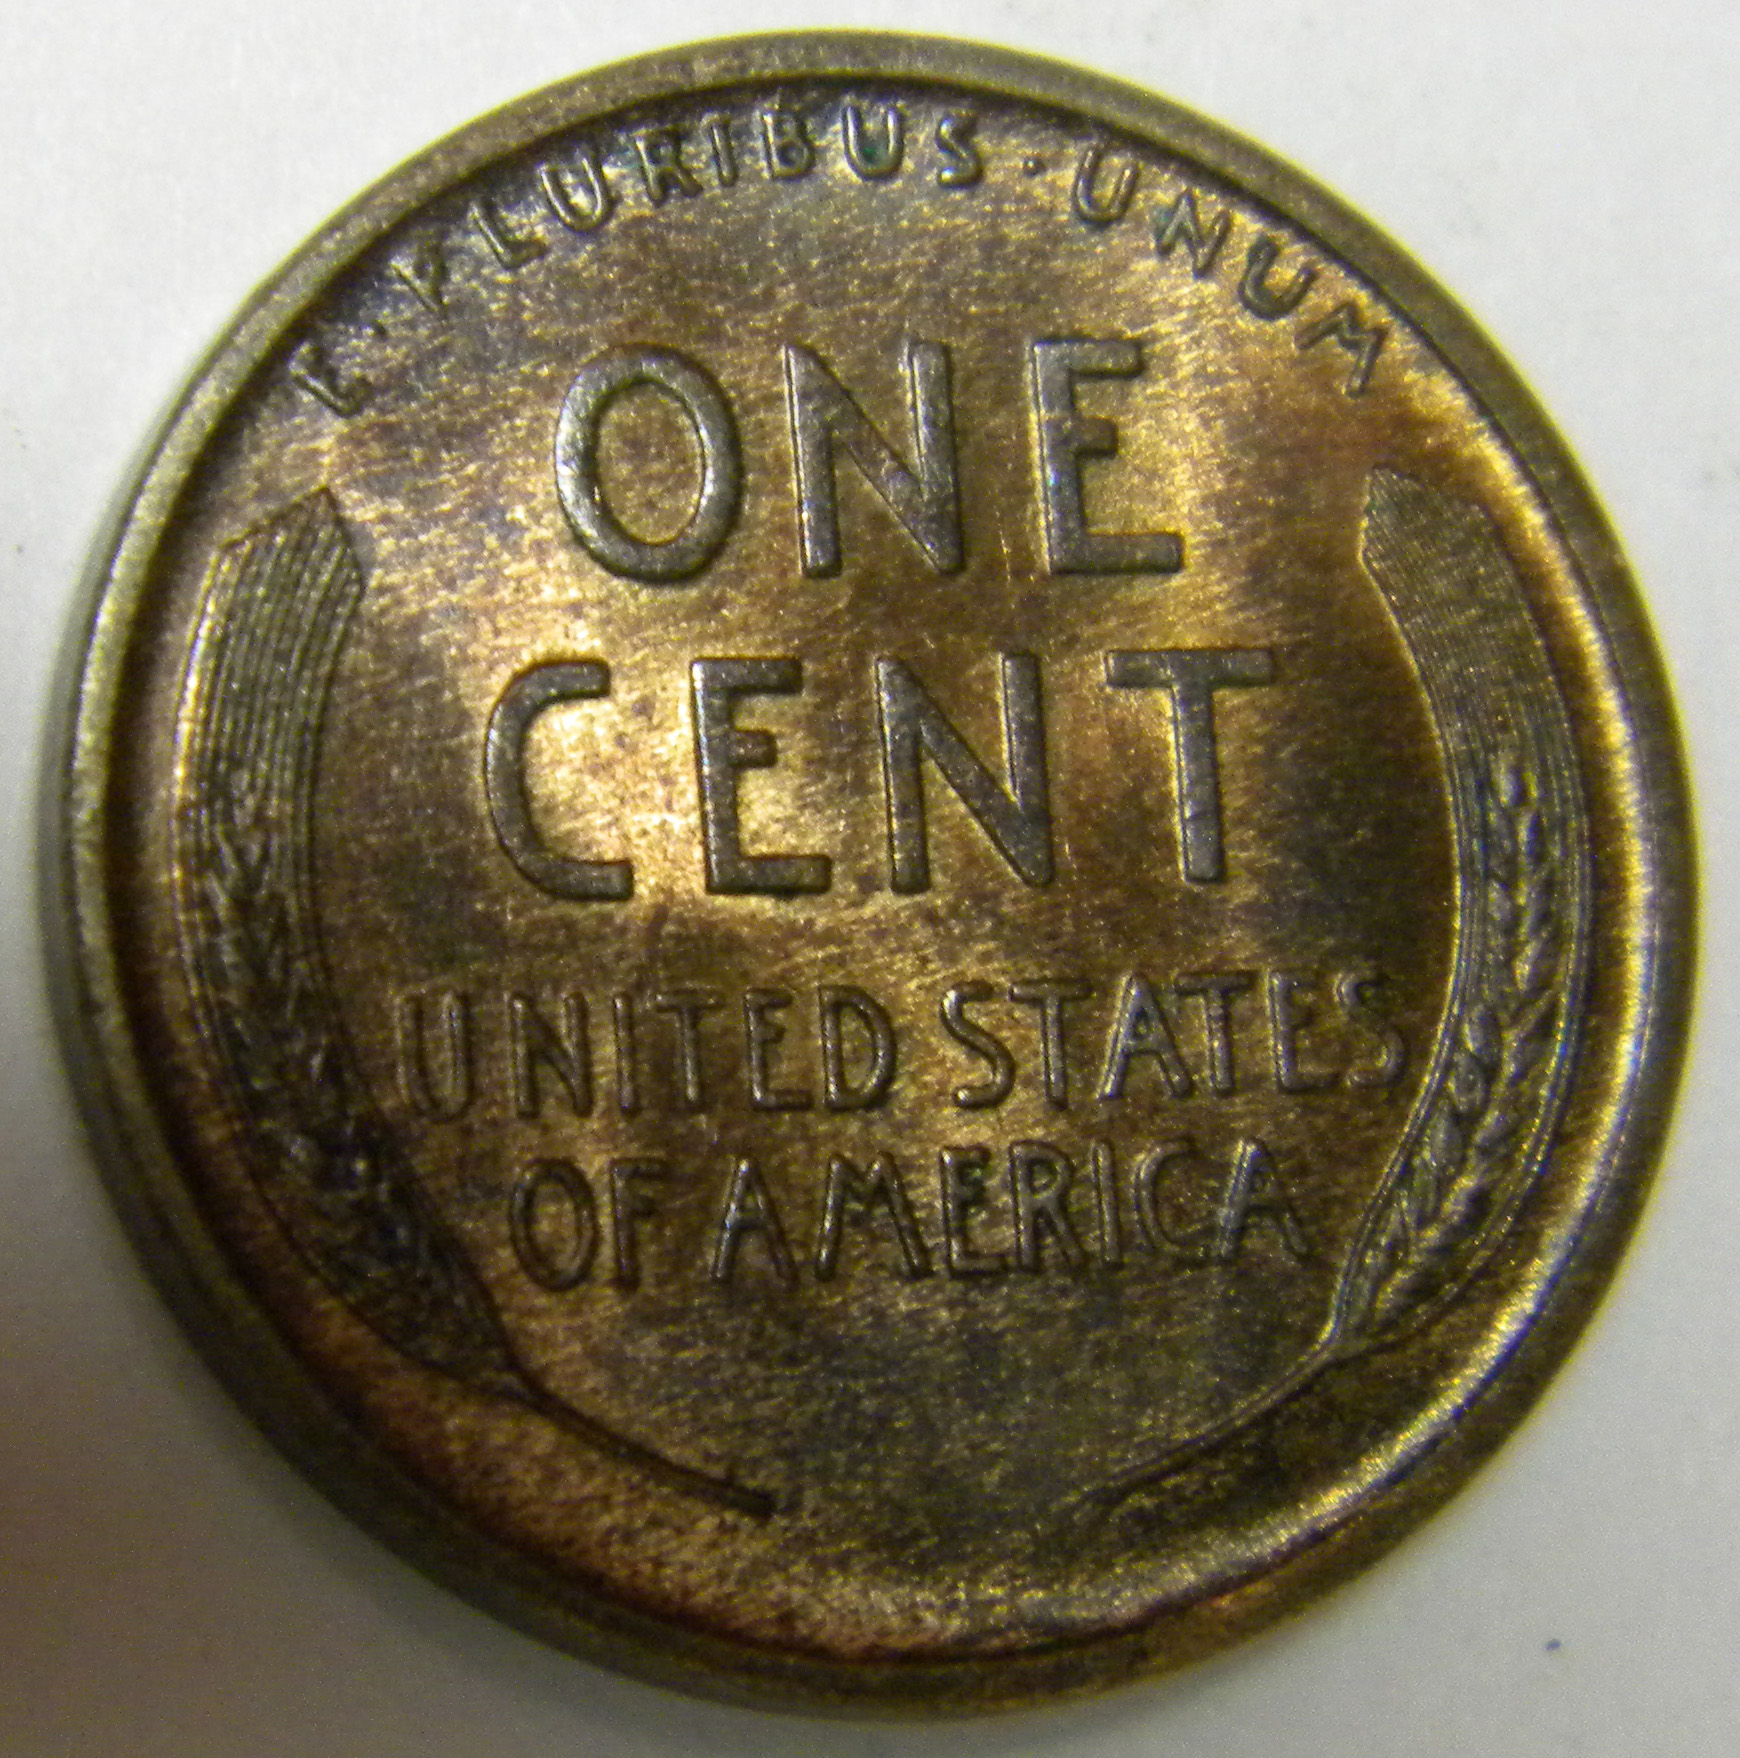 E · PLURIBUS · UNUM
ONE
CENT
UNITED STATES
OF AMERICA